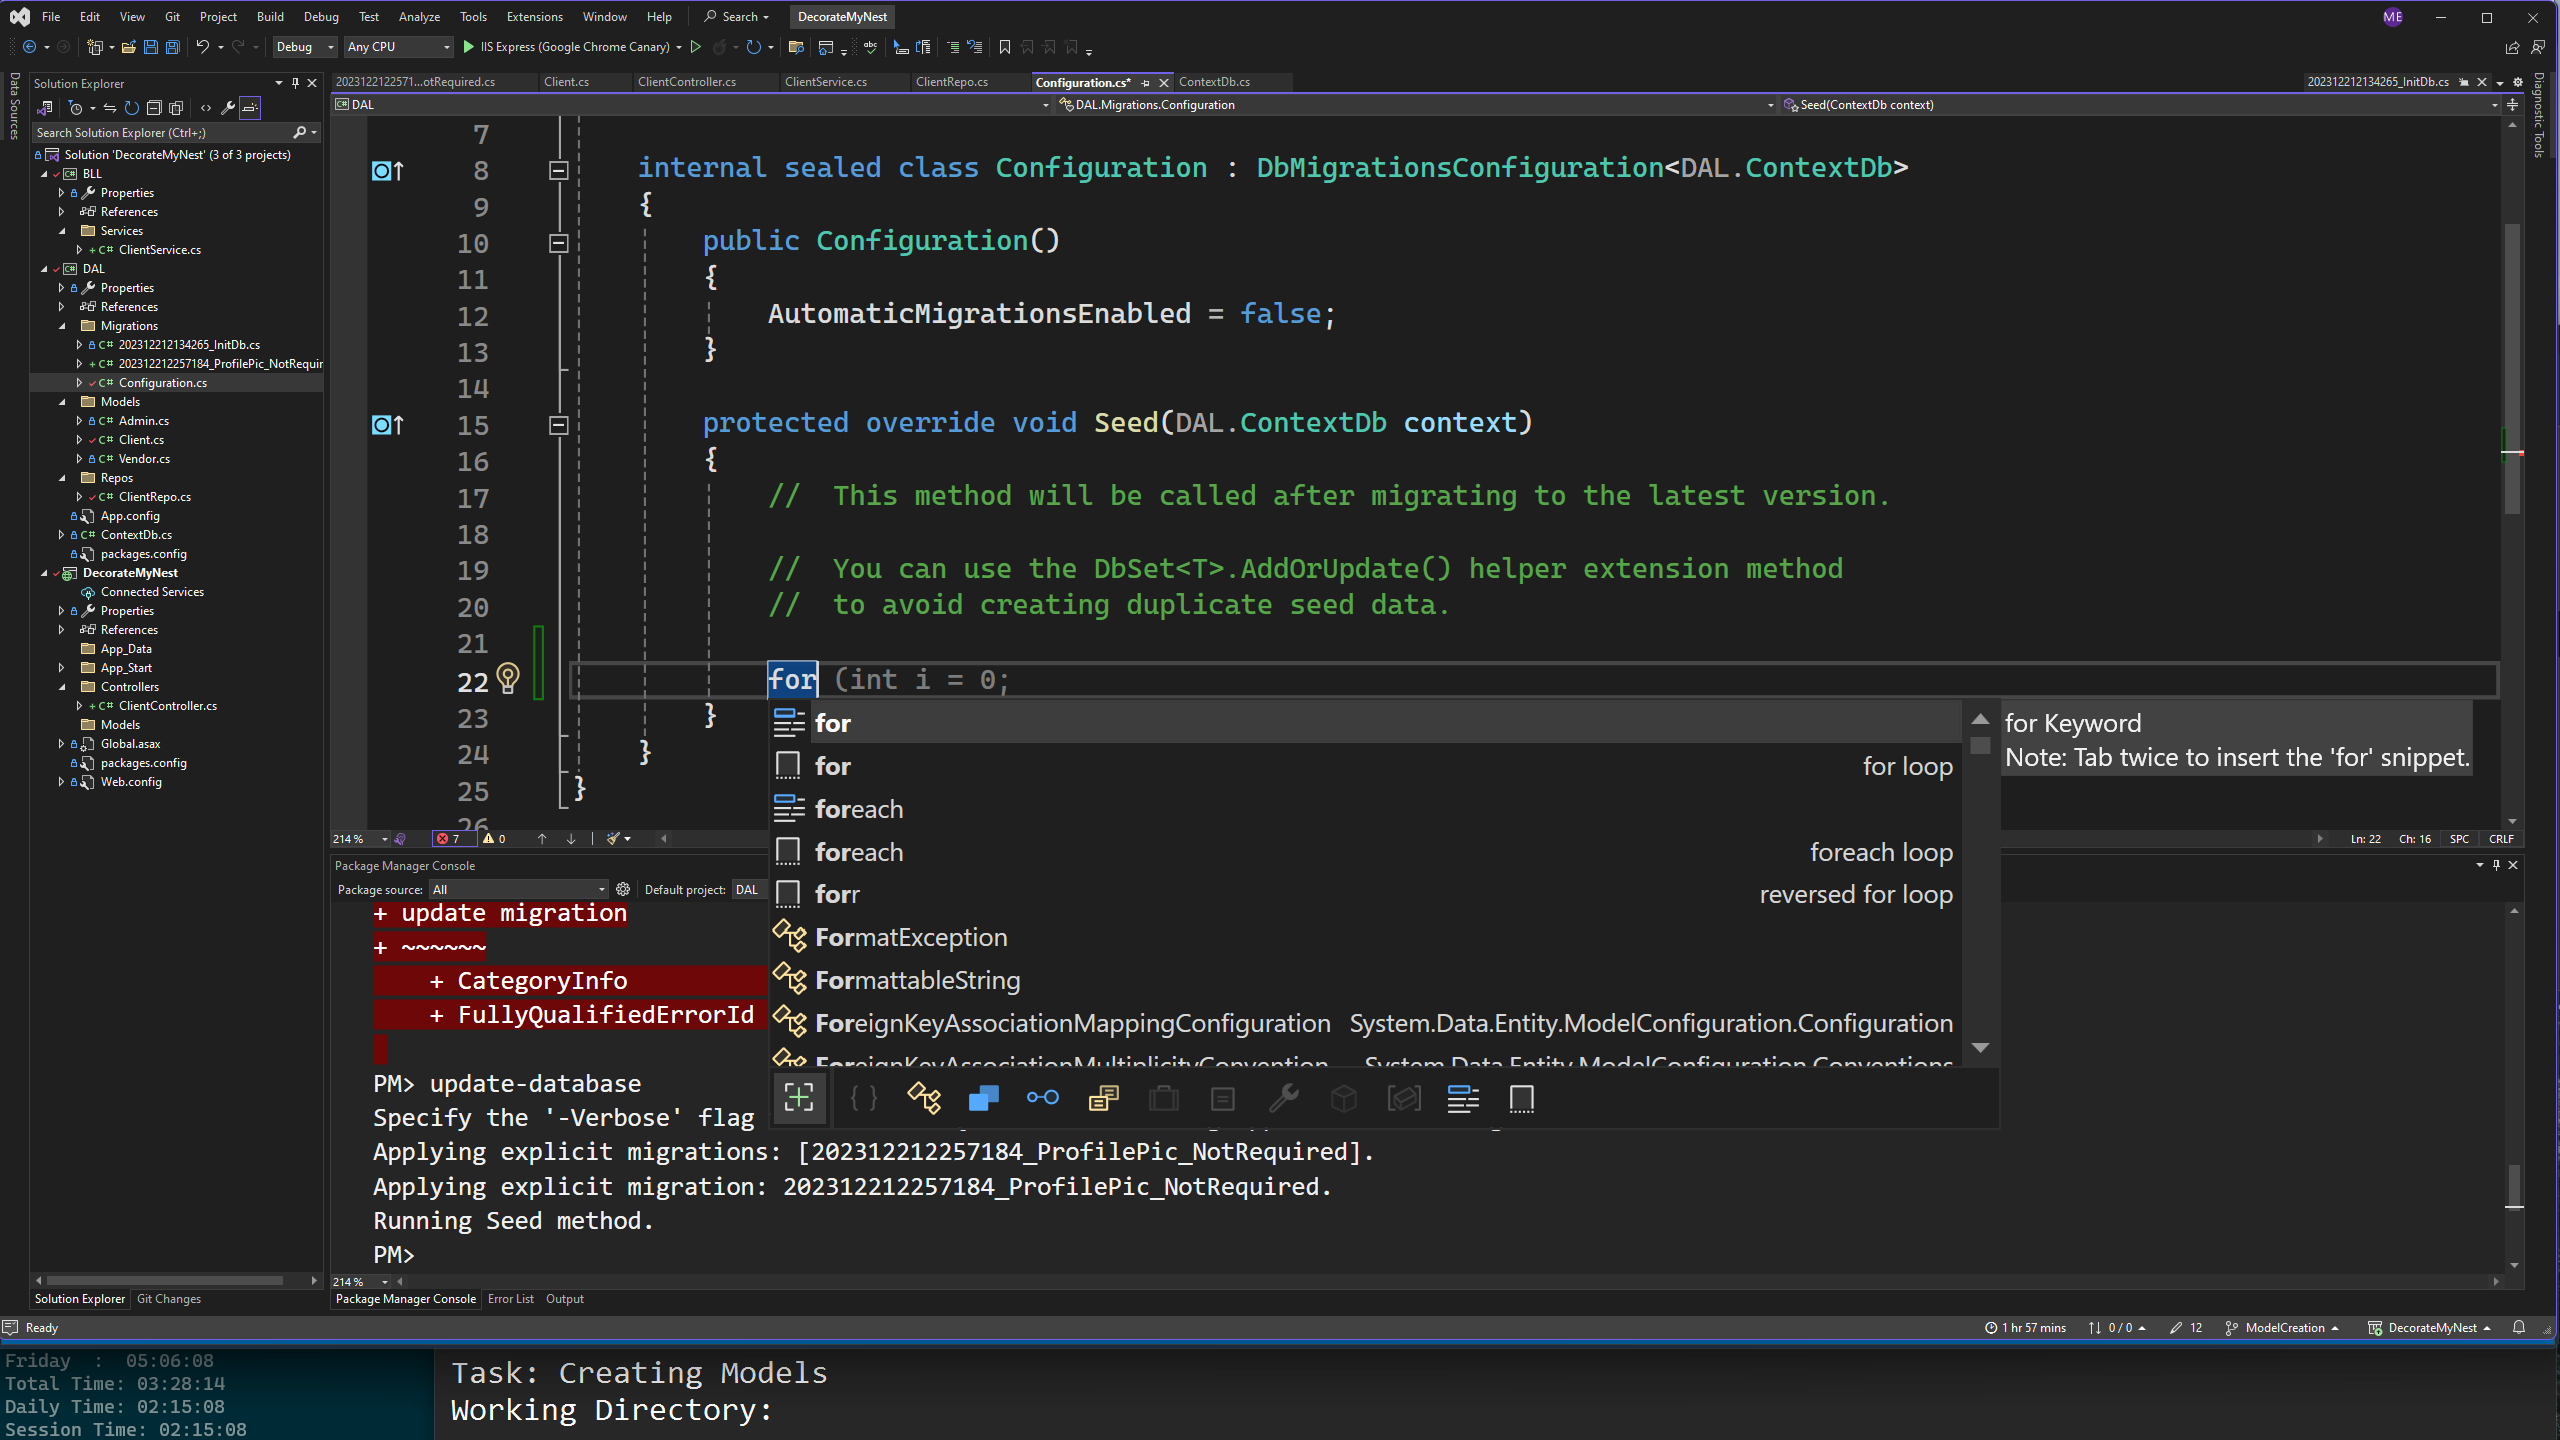 File Edit View Git Project Build Debug Test Analyze Tools Extensions Window Help Search DecorateMyNest ME
Debug Any CPU IIS Express (Google Chrome Canary)
Data Sources
Solution Explorer
Search Solution Explorer (Ctrl+;)
Solution 'DecorateMyNest' (3 of 3 projects)
BLL
Properties
References
Services
ClientService.cs
DAL
Properties
References
Migrations
202312212134265_InitDb.cs
202312212257184_ProfilePic_NotRequir
Configuration.cs
Models
Admin.cs
Client.cs
Vendor.cs
Repos
ClientRepo.cs
App.config
ContextDb.cs
packages.config
DecorateMyNest
Connected Services
Properties
References
App_Data
App_Start
Controllers
ClientController.cs
Models
Global.asax
packages.config
Web.config
Solution Explorer Git Changes
2023122122571...otRequired.cs Client.cs ClientController.cs ClientService.cs ClientRepo.cs Configuration.cs* ContextDb.cs 202312212134265_InitDb.cs
DAL DAL.Migrations.Configuration Seed(ContextDb context)
Diagnostic Tools
7
8 internal sealed class Configuration : DbMigrationsConfiguration<DAL.ContextDb>
9 {
10 public Configuration()
11 {
12 AutomaticMigrationsEnabled = false;
13 }
14
15 protected override void Seed(DAL.ContextDb context)
16 {
17 //  This method will be called after migrating to the latest version.
18
19 //  You can use the DbSet<T>.AddOrUpdate() helper extension method
20 //  to avoid creating duplicate seed data.
21
22 for (int i = 0;
23 }
24 }
25 }
26
for
for for loop
foreach
foreach foreach loop
forr reversed for loop
FormatException
FormattableString
ForeignKeyAssociationMappingConfiguration System.Data.Entity.ModelConfiguration.Configuration
ForeignKeyAssociationMultiplicityConvention System.Data.Entity.ModelConfiguration.Conventions
for Keyword
Note: Tab twice to insert the 'for' snippet.
214 % 7 0 Ln: 22 Ch: 16 SPC CRLF
Package Manager Console
Package source: All Default project: DAL
+ update migration
+ ~~~~~~
+ CategoryInfo
+ FullyQualifiedErrorId
PM> update-database
Specify the '-Verbose' flag
Applying explicit migrations: [202312212257184_ProfilePic_NotRequired].
Applying explicit migration: 202312212257184_ProfilePic_NotRequired.
Running Seed method.
PM>
214 %
Package Manager Console Error List Output
Ready 1 hr 57 mins 0 / 0 12 ModelCreation DecorateMyNest
Friday  :  05:06:08
Total Time: 03:28:14
Daily Time: 02:15:08
Session Time: 02:15:08
Task: Creating Models
Working Directory: